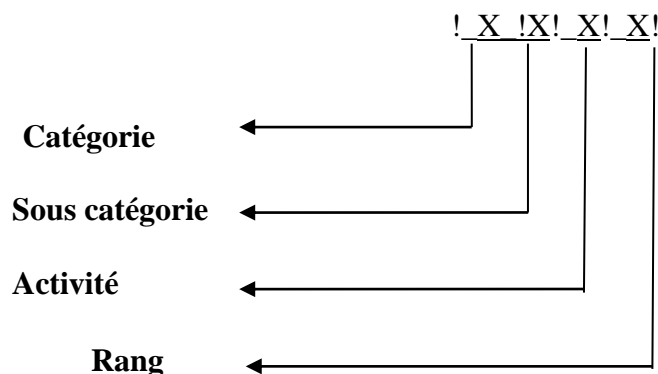 !_X_!X!_X!_X!
Catégorie
Sous catégorie
Activité
Rang